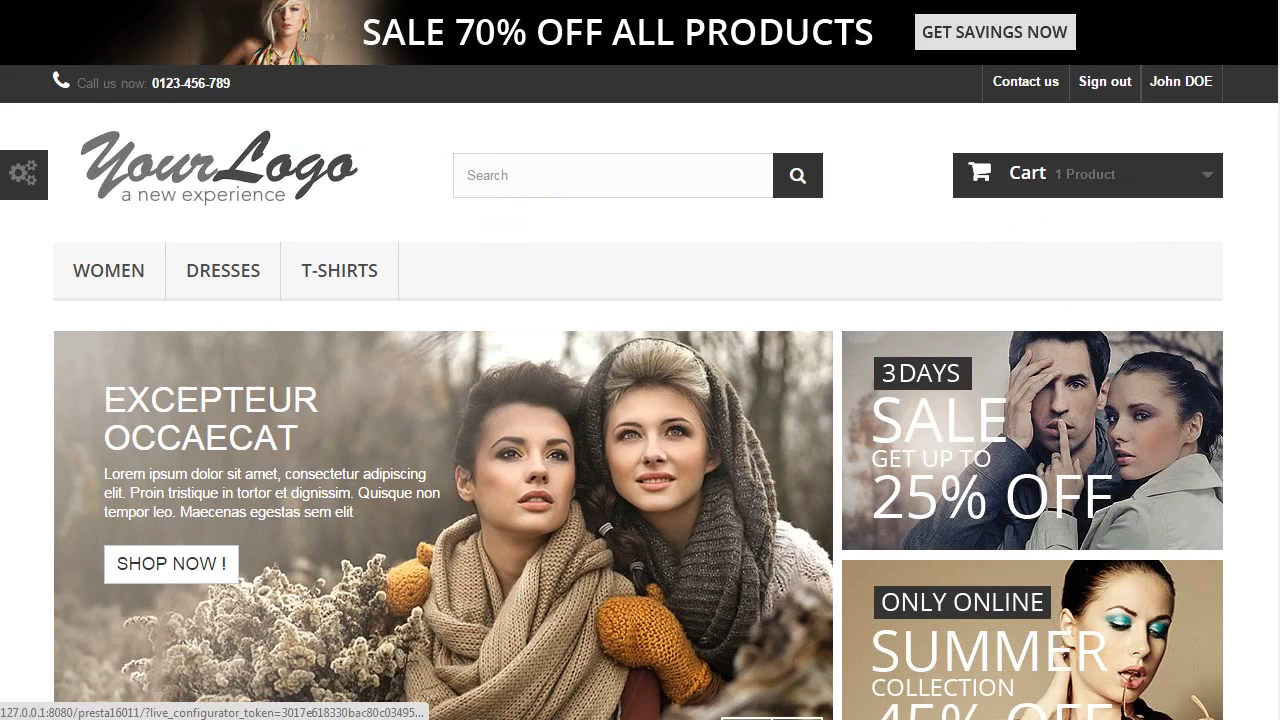 SALE 70% OFF ALL PRODUCTS
GET SAVINGS NOW
Call us now: 0123-456-789
Contact us
Sign out
John DOE
YourLogo
a new experience
Search
Cart 1 Product
WOMEN
DRESSES
T-SHIRTS
EXCEPTEUR
OCCAECAT
Lorem ipsum dolor sit amet, consectetur adipiscing
elit. Proin tristique in tortor et dignissim. Quisque non
tempor leo. Maecenas egestas sem elit
SHOP NOW !
3 DAYS
SALE
GET UP TO
25% OFF
ONLY ONLINE
SUMMER
COLLECTION
45% OFF
127.0.0.1:8080/presta16011/?live_configurator_token=3017e618330bac80c03495...